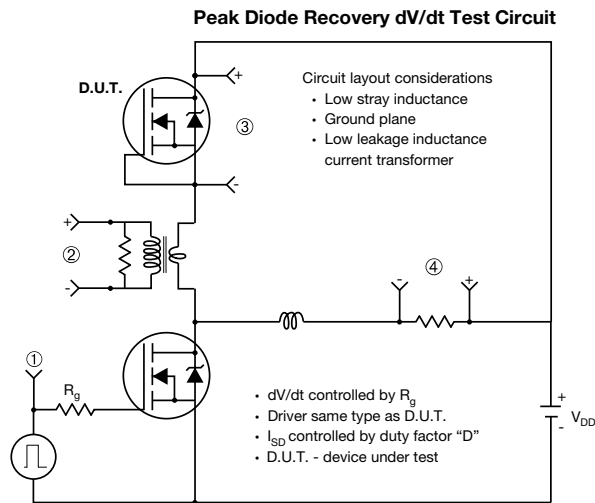 Peak Diode Recovery dV/dt Test Circuit
D.U.T.
+
③
-
Circuit layout considerations
• Low stray inductance
• Ground plane
• Low leakage inductance
current transformer
+
②
-
④
-
+
①
Rg
• dV/dt controlled by Rg
• Driver same type as D.U.T.
• ISD controlled by duty factor “D”
• D.U.T. - device under test
+
VDD
-